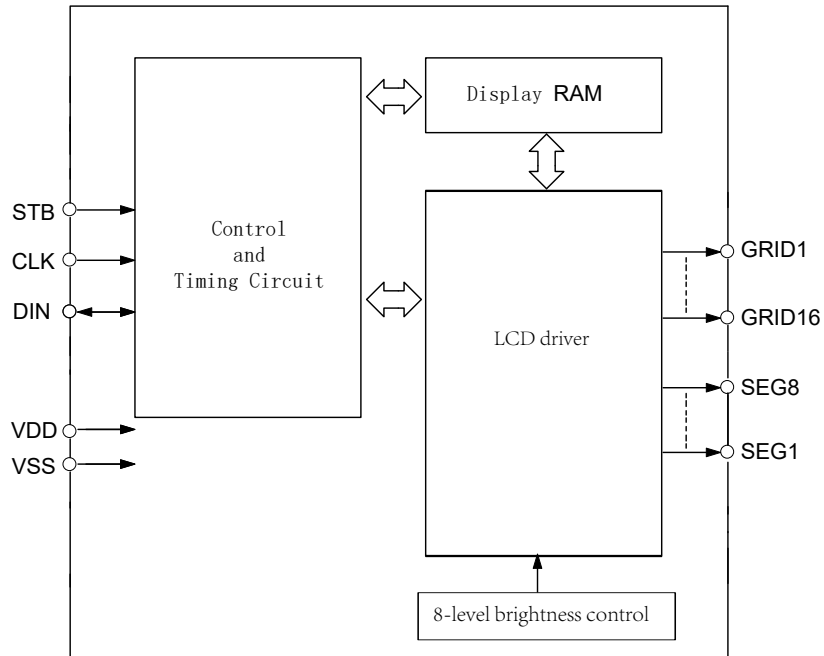 Display RAM
Control
and
Timing Circuit
STB
CLK
DIN
VDD
VSS
LCD driver
GRID1
GRID16
SEG8
SEG1
8-level brightness control